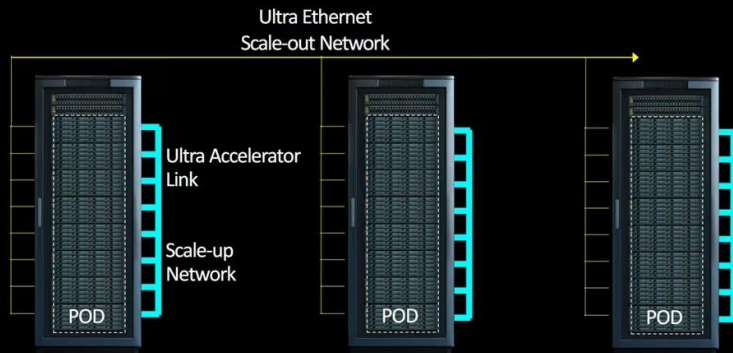 Ultra Ethernet
Scale-out Network
Ultra Accelerator
Link
Scale-up
Network
POD
POD
POD